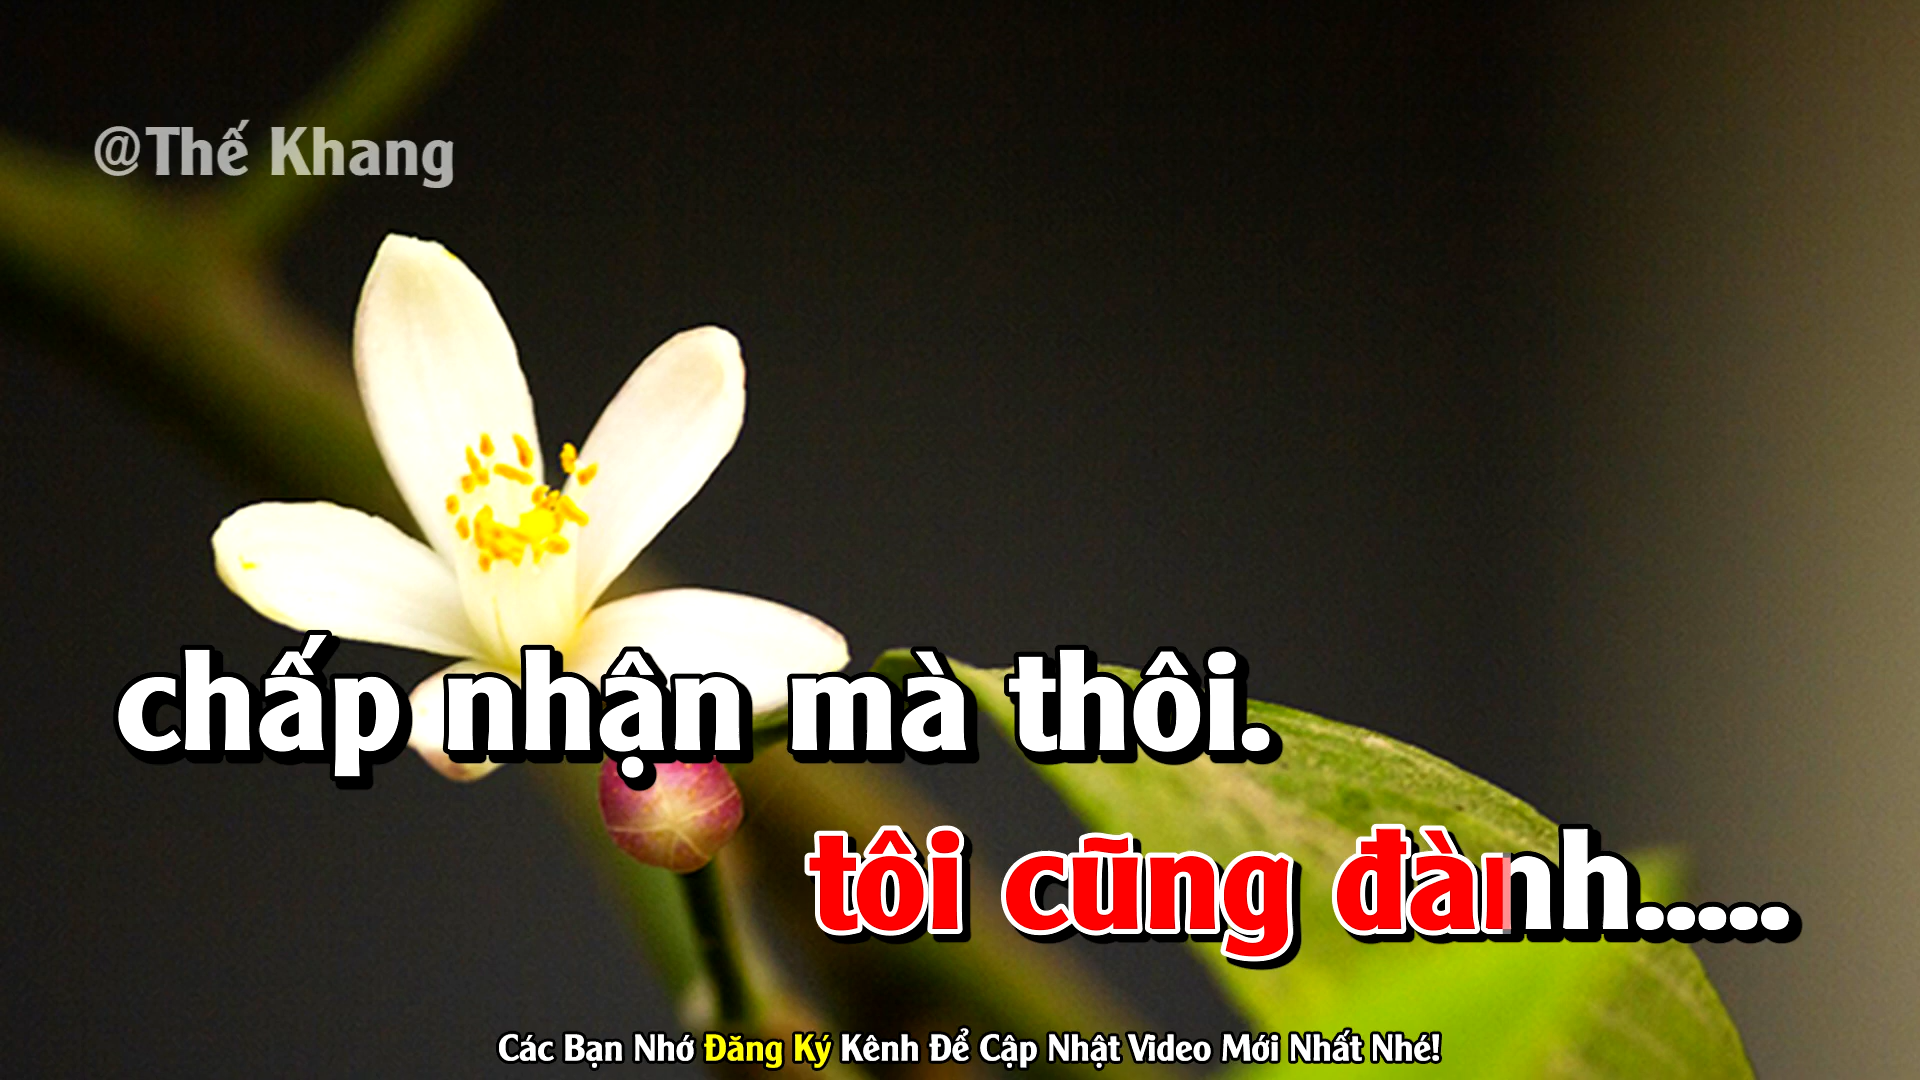 @Thế Khang
chấp nhận mà thôi.
tôi cũng đành.....
Các Bạn Nhớ Đăng Ký Kênh Để Cập Nhật Video Mới Nhất Nhé!